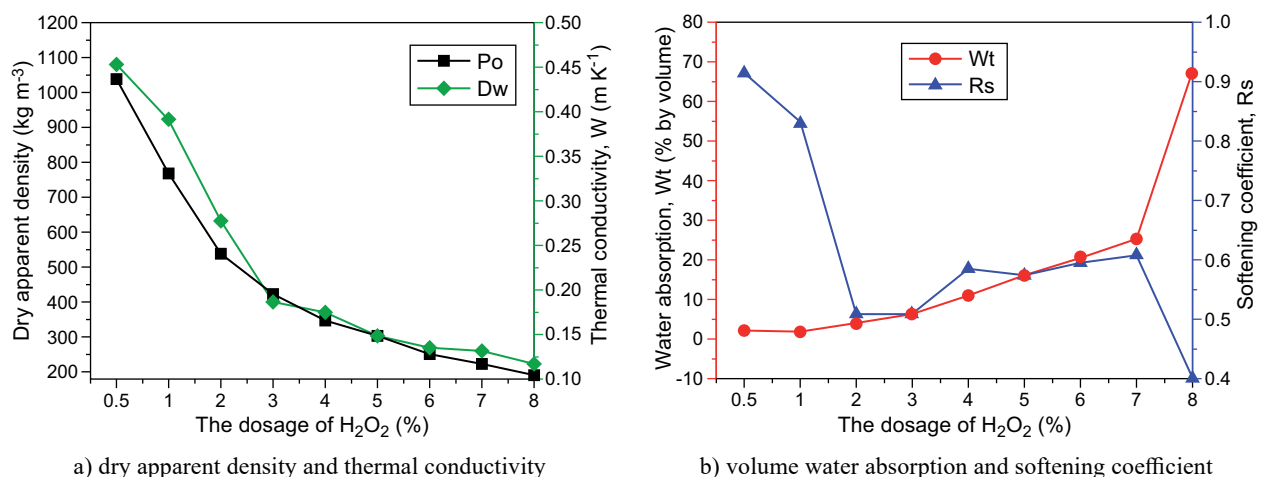 1200
1100
1000
900
800
700
600
500
400
300
200
Dry apparent density (kg m-3)
0.50
0.45
0.40
0.35
0.30
0.25
0.20
0.15
0.10
Thermal conductivity, W (m K-1)
Po
Dw
0.5 1 2 3 4 5 6 7 8
The dosage of H2O2 (%)
a) dry apparent density and thermal conductivity
80
70
60
50
40
30
20
10
0
-10
Water absorption, Wt (% by volume)
1.0
0.9
0.8
0.7
0.6
0.5
0.4
Softening coefficient, Rs
Wt
Rs
0.5 1 2 3 4 5 6 7 8
The dosage of H2O2 (%)
b) volume water absorption and softening coefficient